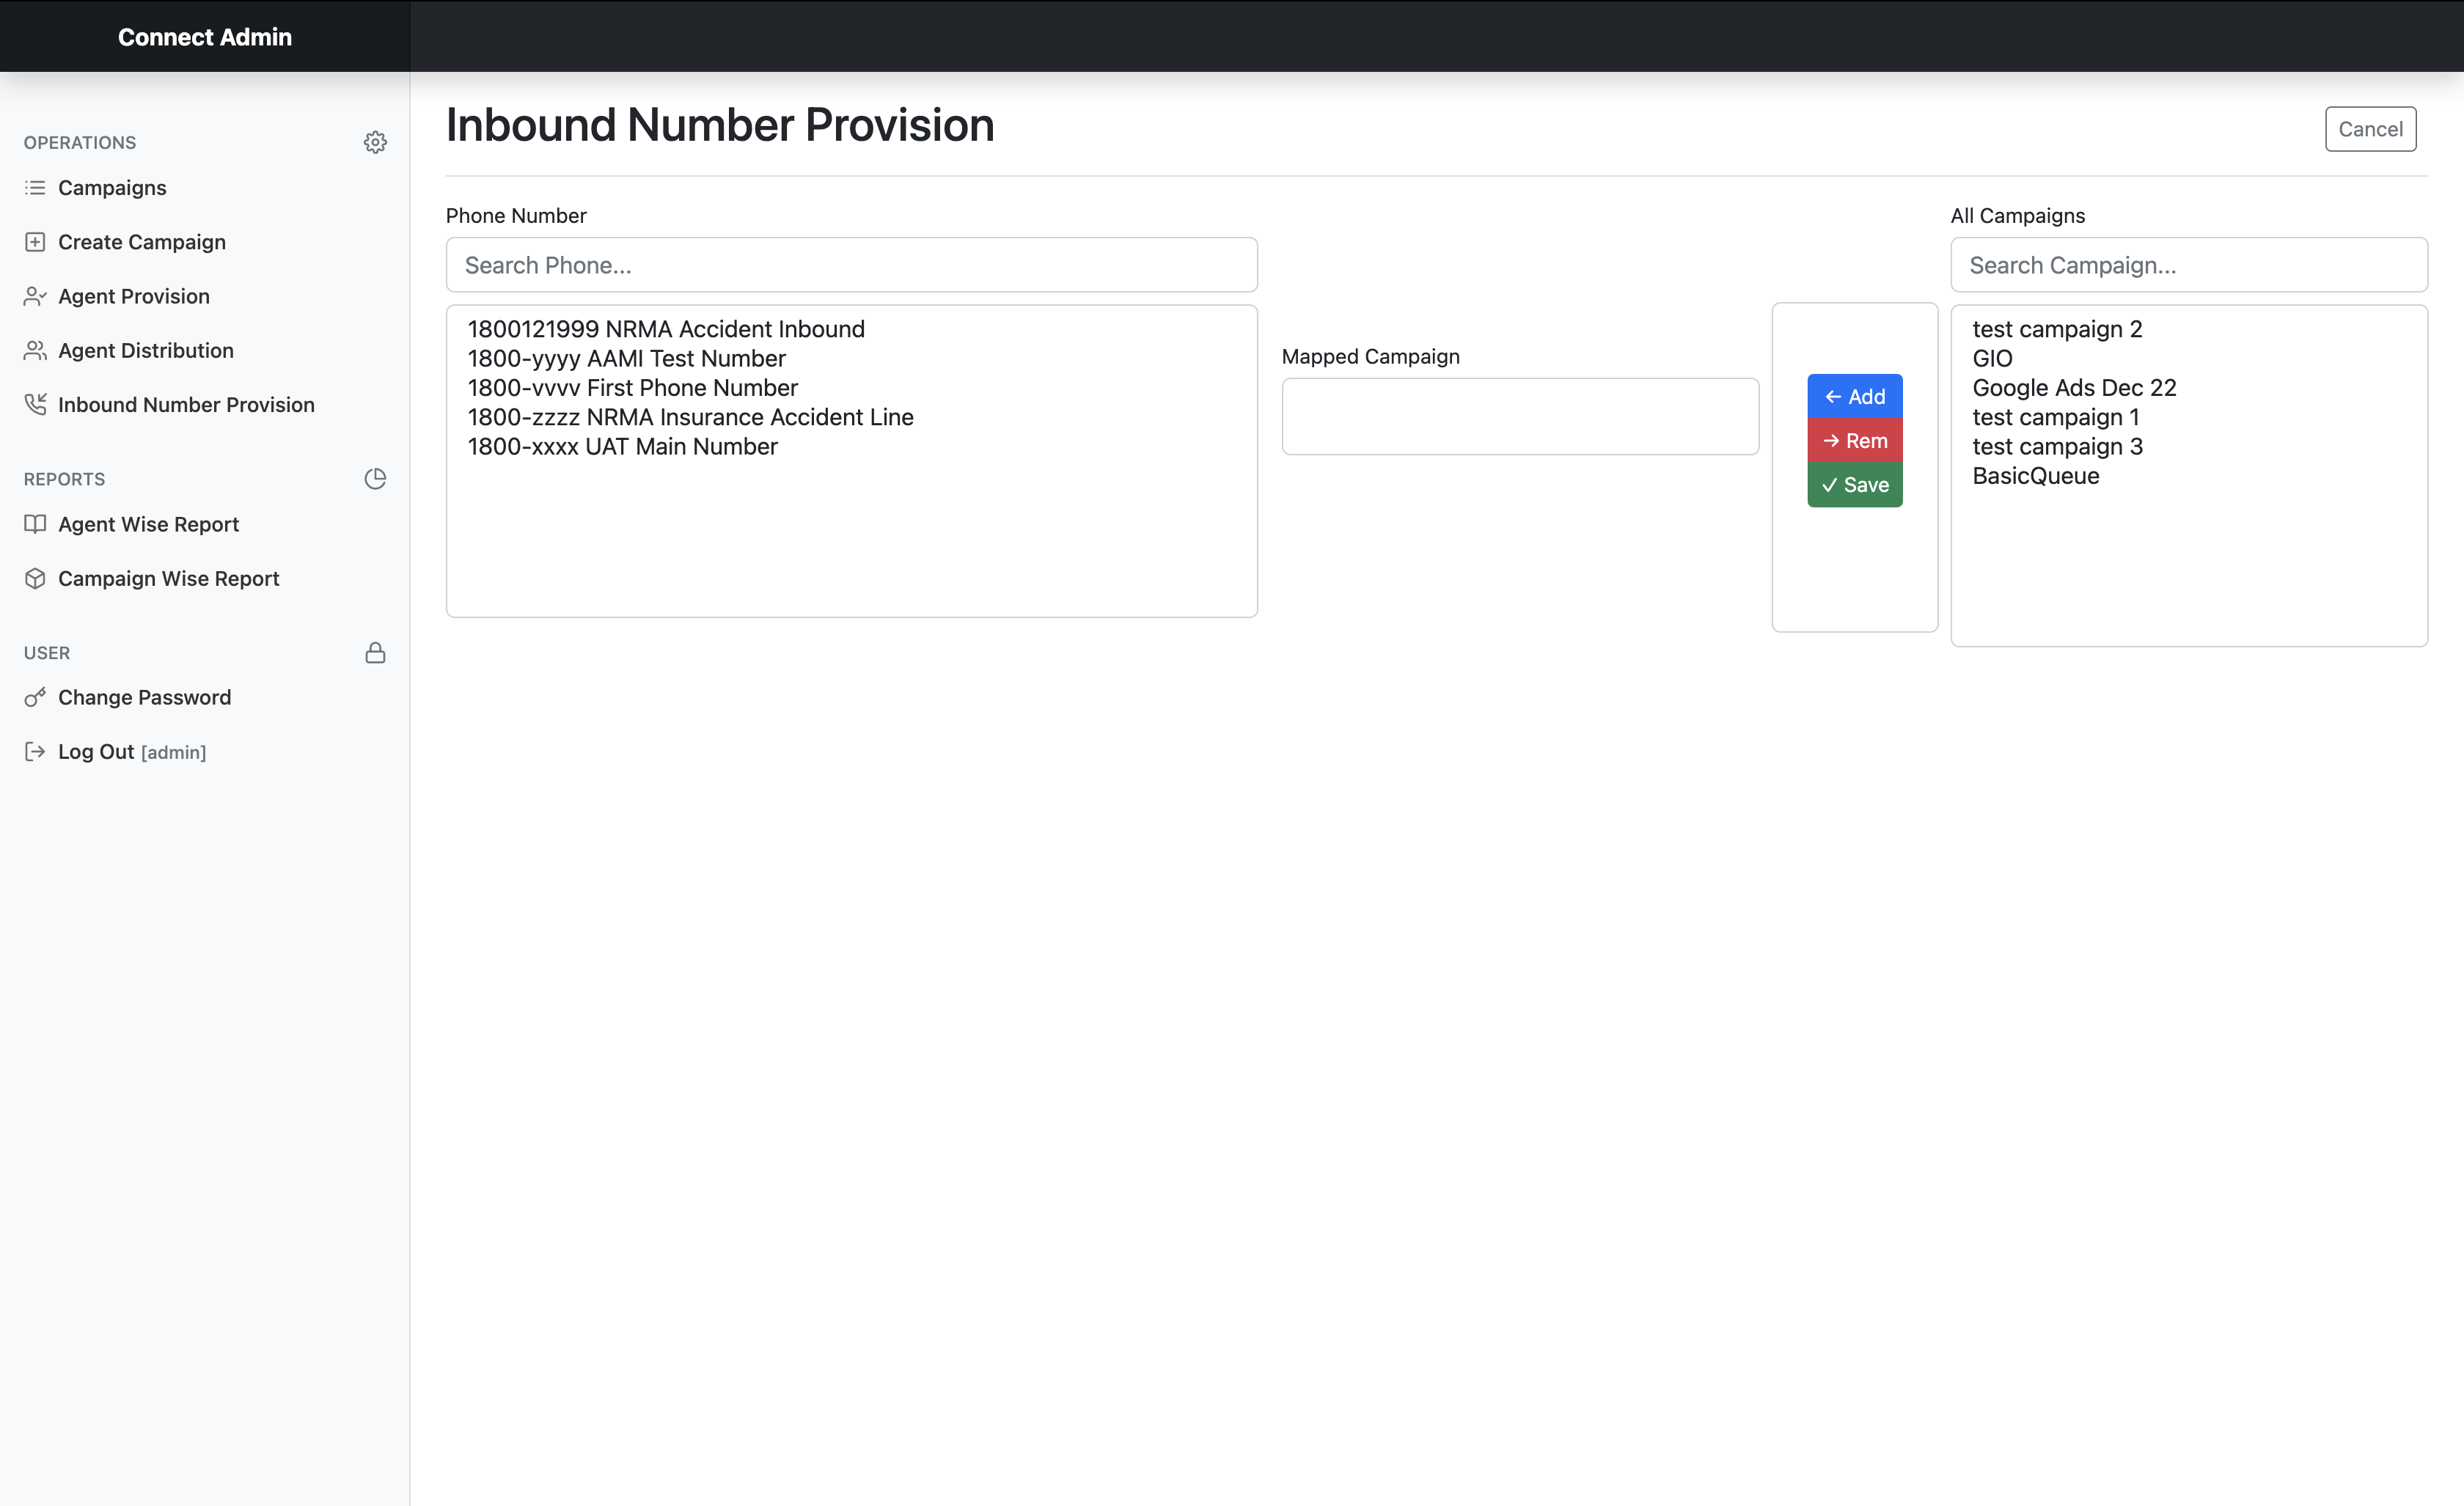 Connect Admin
OPERATIONS
Campaigns
Create Campaign
Agent Provision
Agent Distribution
Inbound Number Provision
REPORTS
Agent Wise Report
Campaign Wise Report
USER
Change Password
Log Out [admin]
Inbound Number Provision
Cancel
Phone Number
Search Phone...
1800121999 NRMA Accident Inbound
1800-yyyy AAMI Test Number
1800-vvvv First Phone Number
1800-zzzz NRMA Insurance Accident Line
1800-xxxx UAT Main Number
Mapped Campaign
← Add
→ Rem
✓ Save
All Campaigns
Search Campaign...
test campaign 2
GIO
Google Ads Dec 22
test campaign 1
test campaign 3
BasicQueue